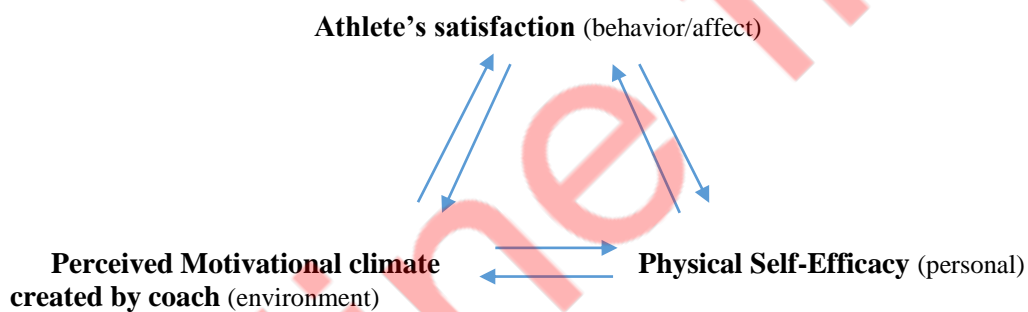 Athlete’s satisfaction (behavior/affect)
Perceived Motivational climate
created by coach (environment)
Physical Self-Efficacy (personal)